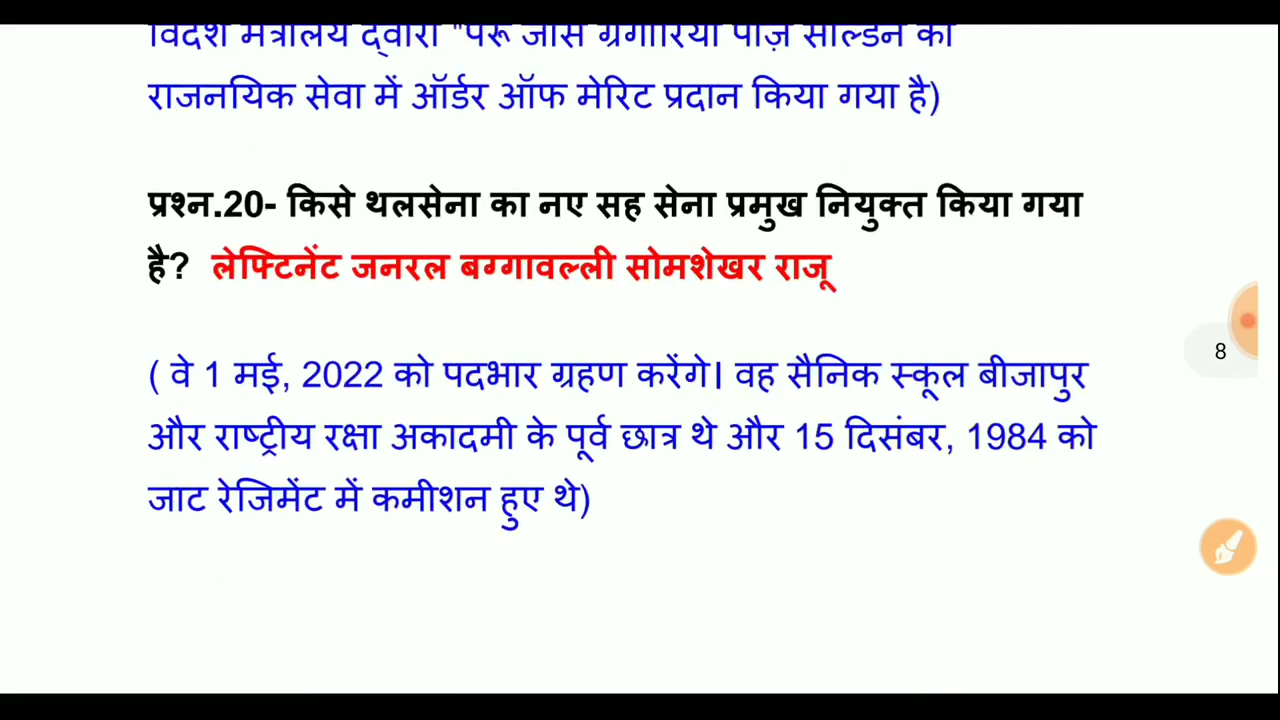 विदेश मंत्रालय द्वारा "पेरू जोस
राजनयिक सेवा में ऑर्डर ऑफ मेरिट प्रदान किया गया है)
प्रश्न.20- किसे थलसेना का नए सह सेना प्रमुख नियुक्त किया गया
है? लेफ्टिनेंट जनरल बग्गावल्ली सोमशेखर राजू
( वे 1 मई, 2022 को पदभार ग्रहण करेंगे। वह सैनिक स्कूल बीजापुर
और राष्ट्रीय रक्षा अकादमी के पूर्व छात्र थे और 15 दिसंबर, 1984 को
जाट रेजिमेंट में कमीशन हुए थे)
8